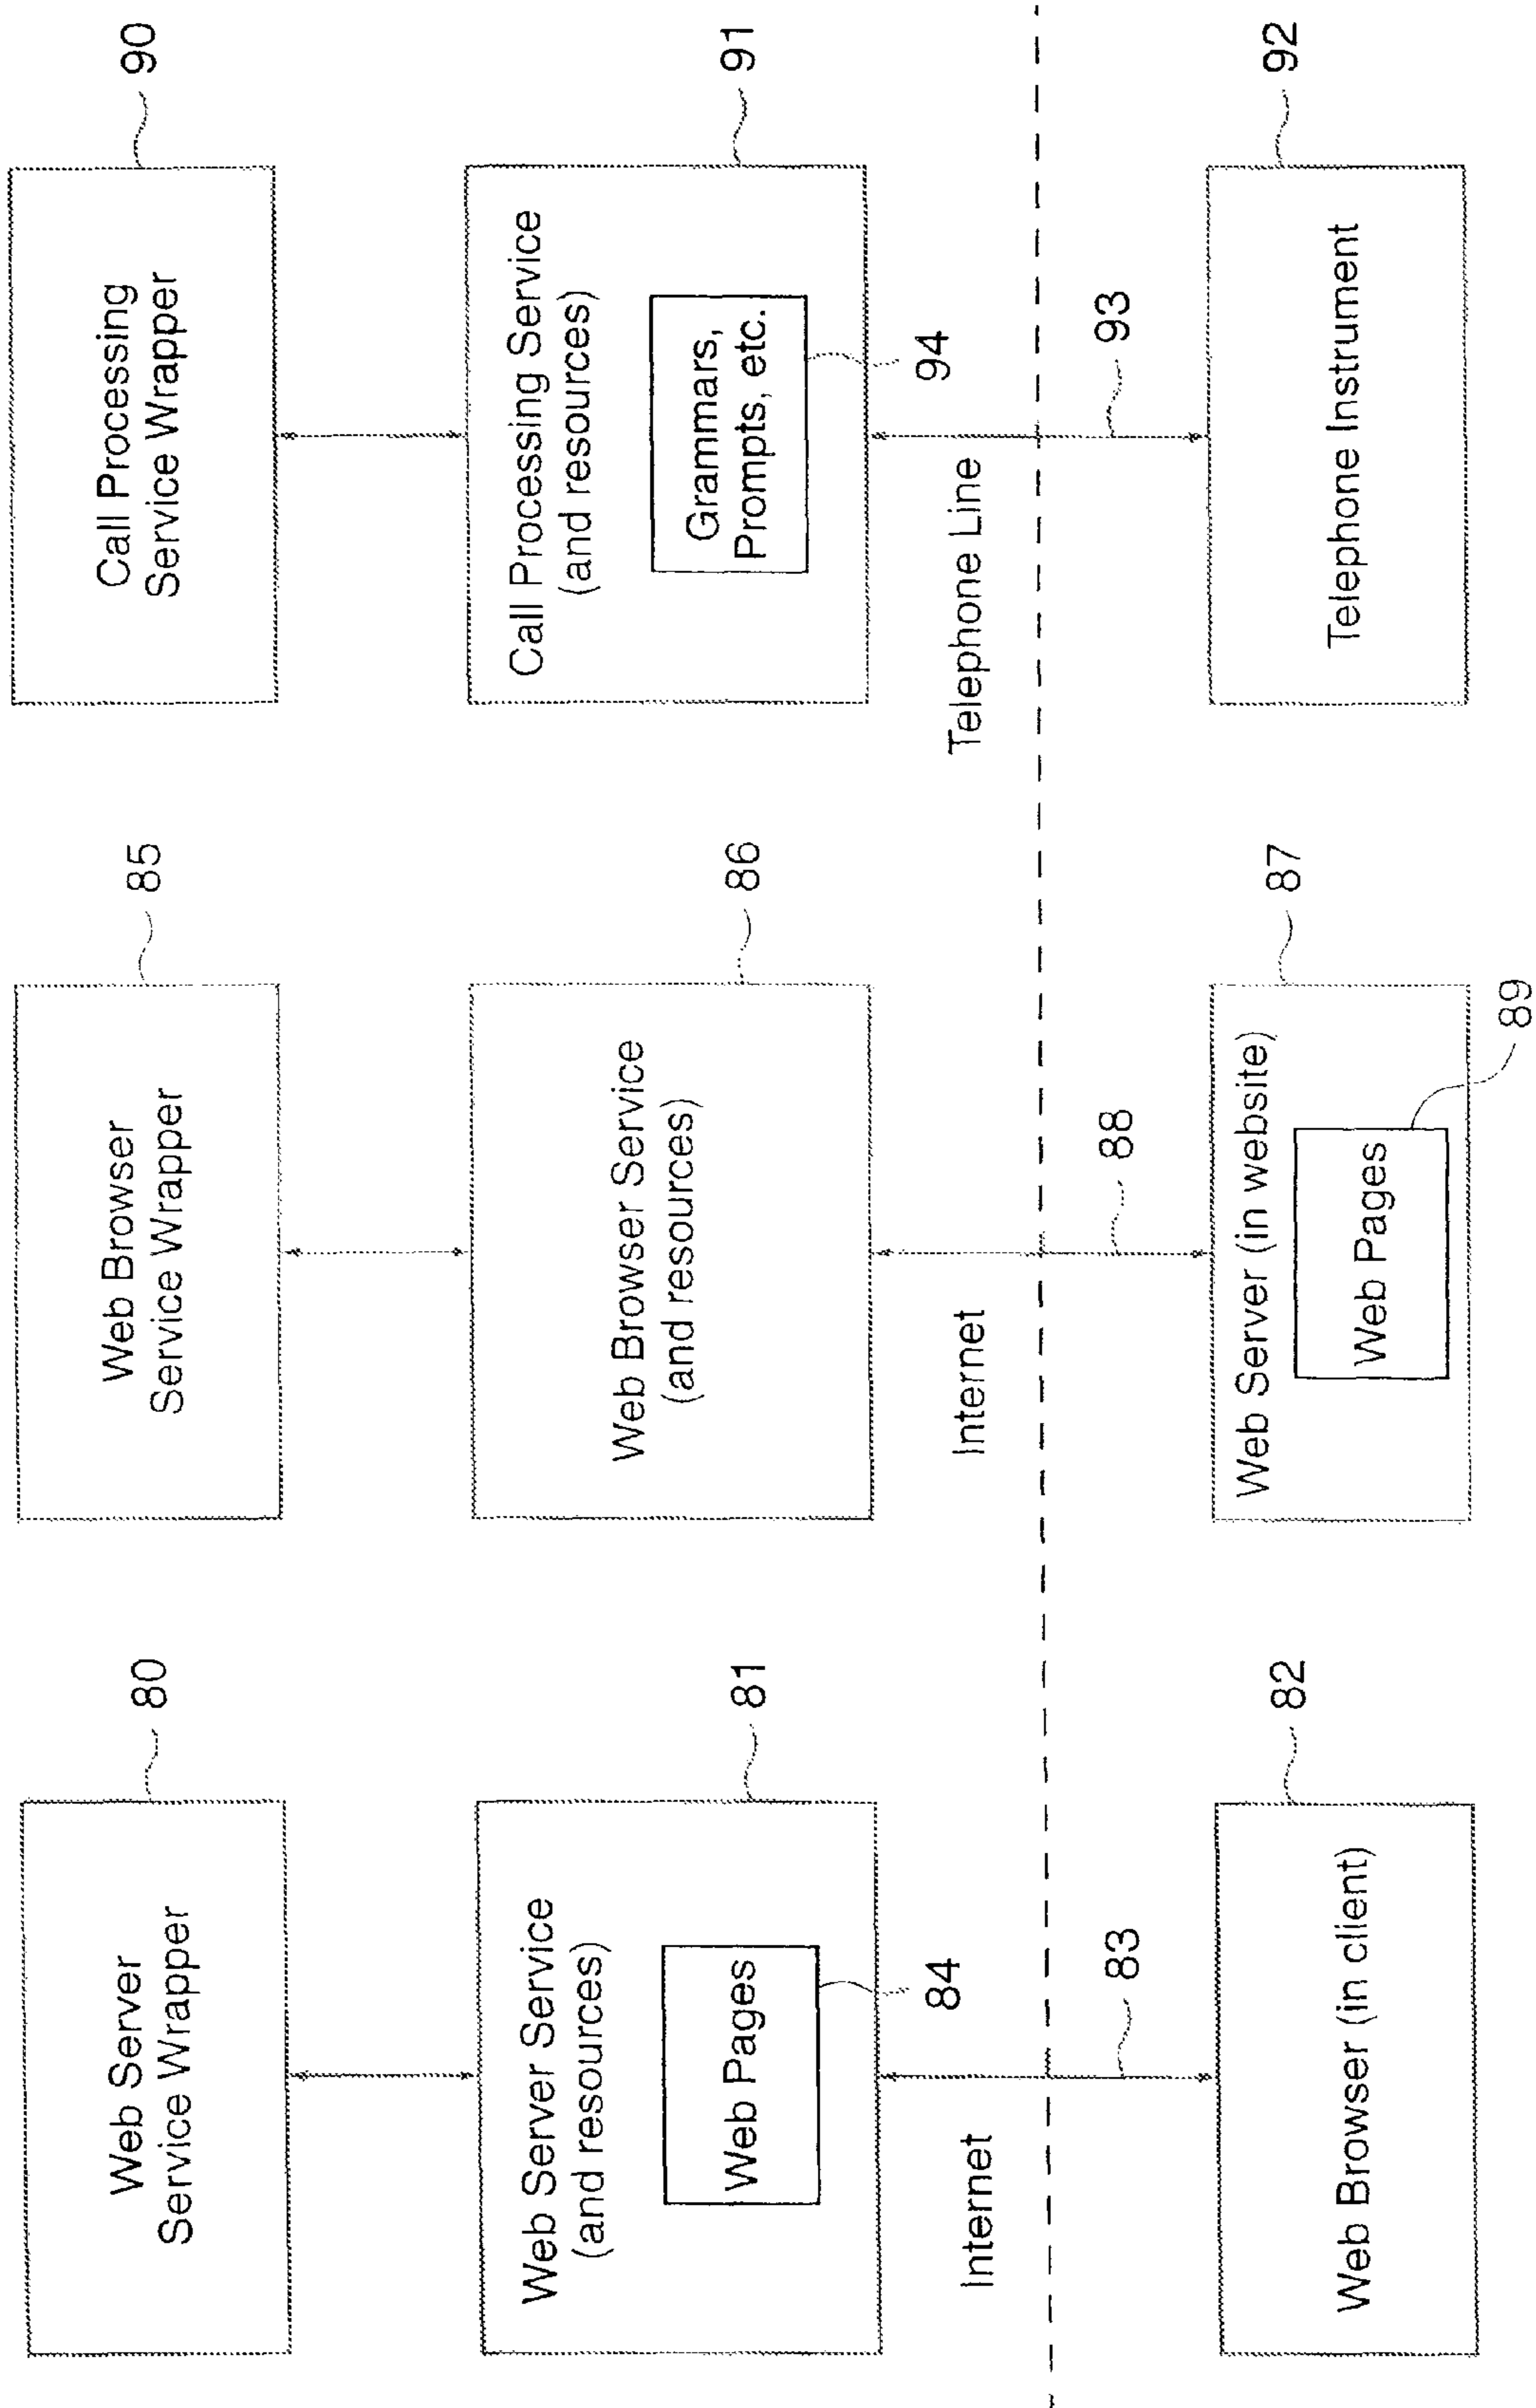 Web Server
Service Wrapper
80
Web Server Service
(and resources)
Web Pages
81
84
Internet
83
Web Browser (in client)
82
Web Browser
Service Wrapper
85
Web Browser Service
(and resources)
86
Internet
88
Web Server (in website)
Web Pages
87
89
Call Processing
Service Wrapper
90
Call Processing Service
(and resources)
Grammars,
Prompts, etc.
91
94
Telephone Line
93
Telephone Instrument
92